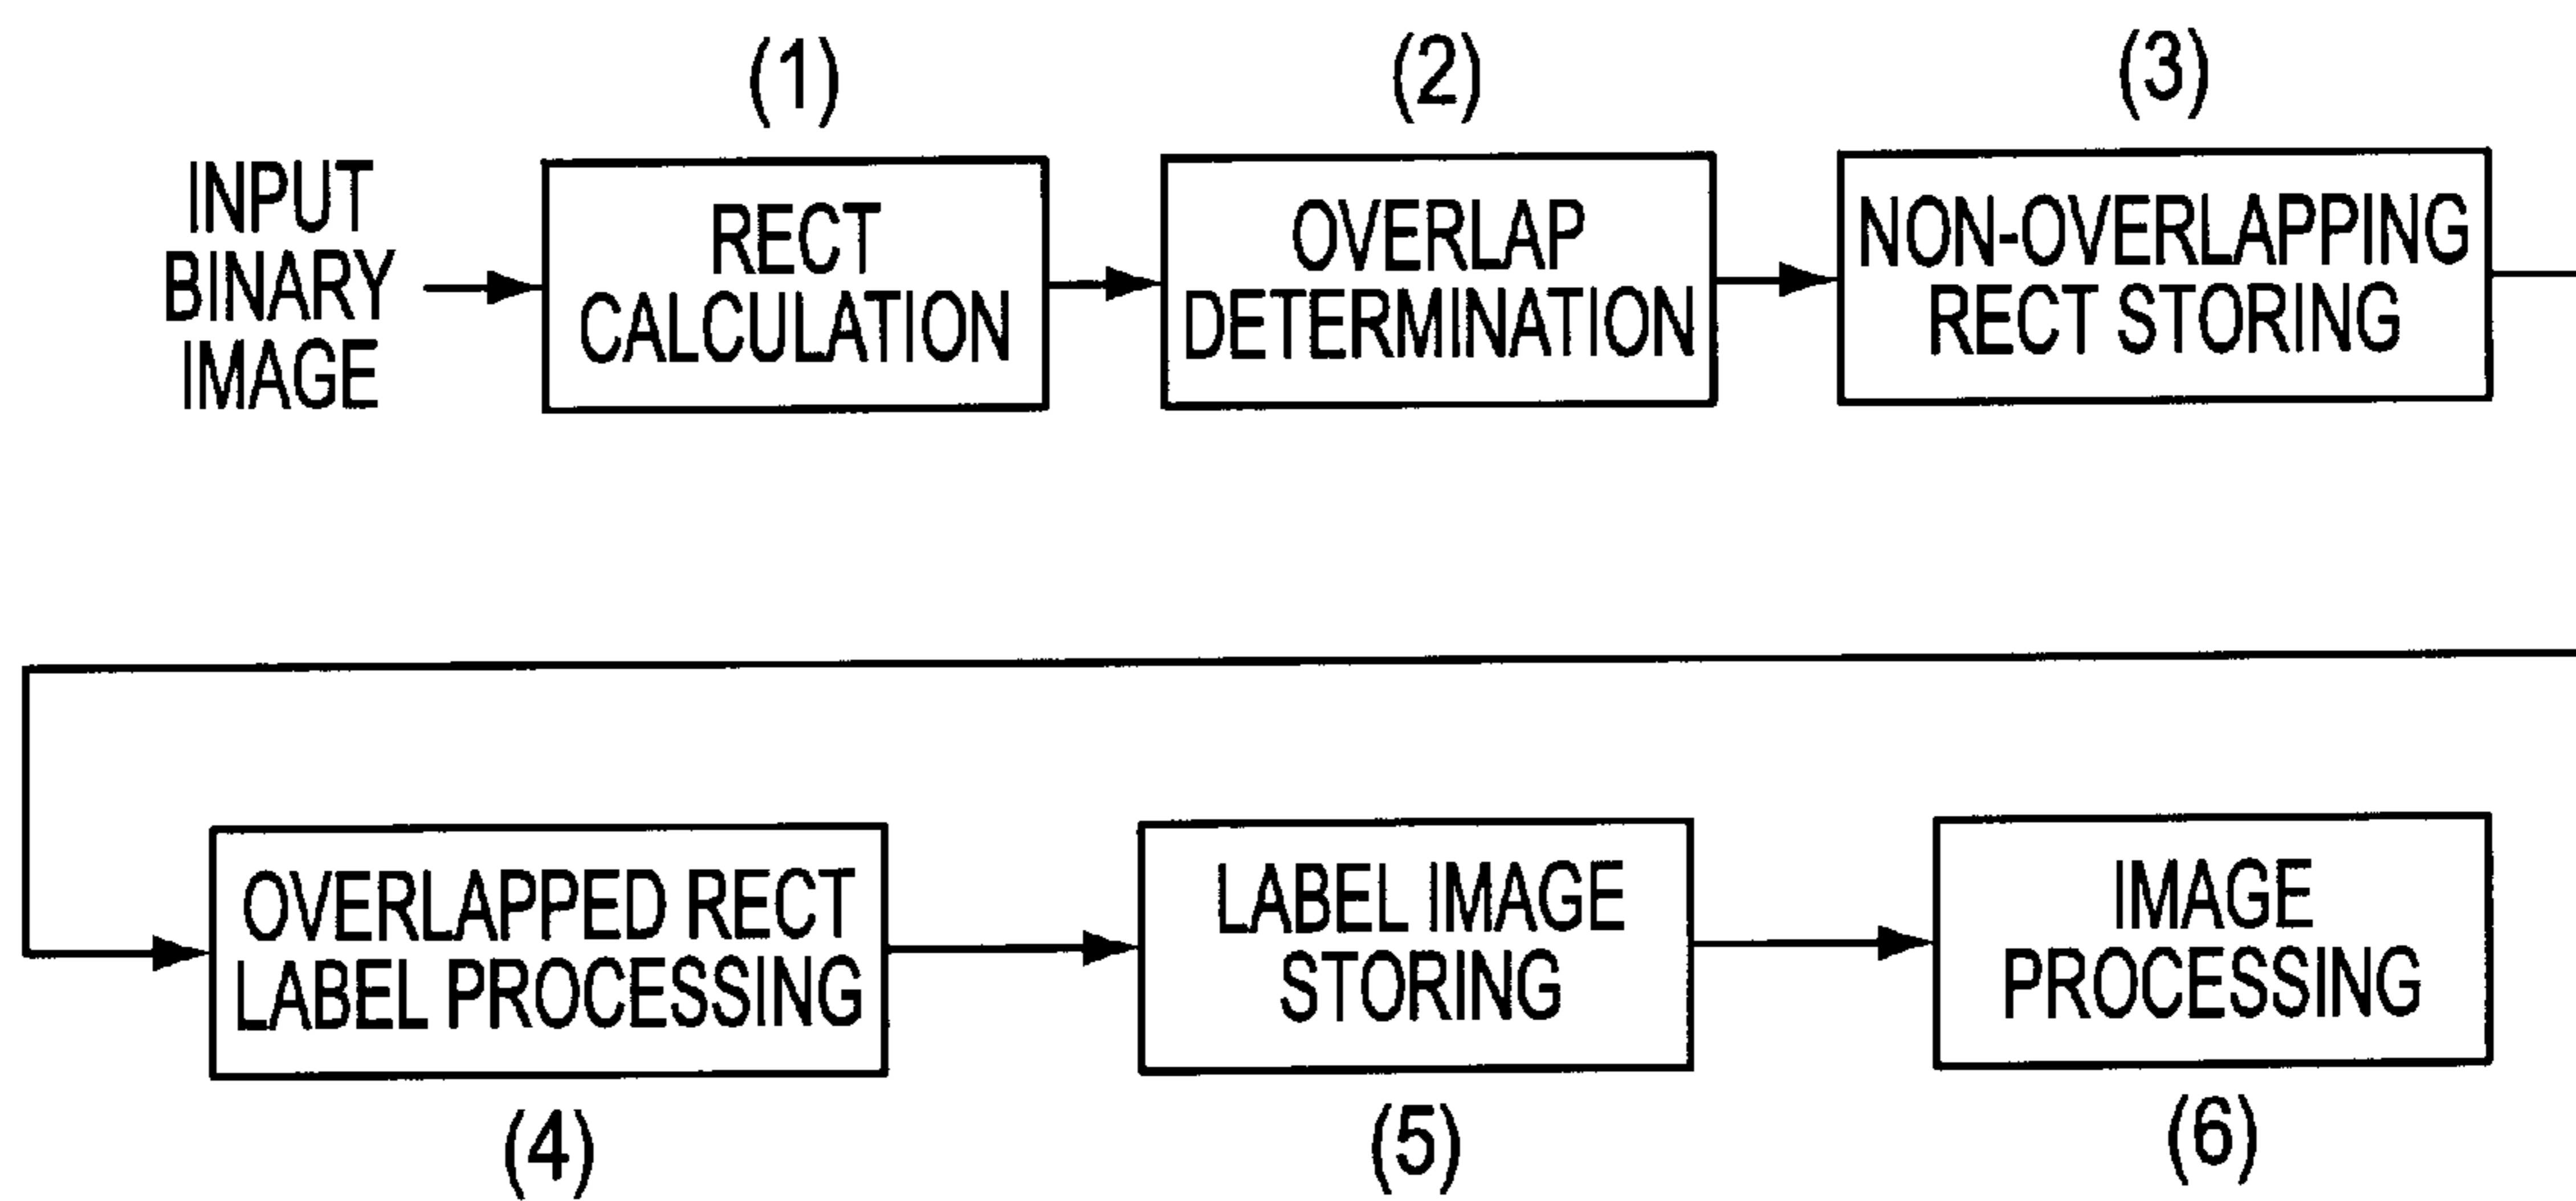 (1)
(2)
(3)
INPUT
BINARY
IMAGE
RECT
CALCULATION
OVERLAP
DETERMINATION
NON-OVERLAPPING
RECT STORING
OVERLAPPED RECT
LABEL PROCESSING
LABEL IMAGE
STORING
IMAGE
PROCESSING
(4)
(5)
(6)